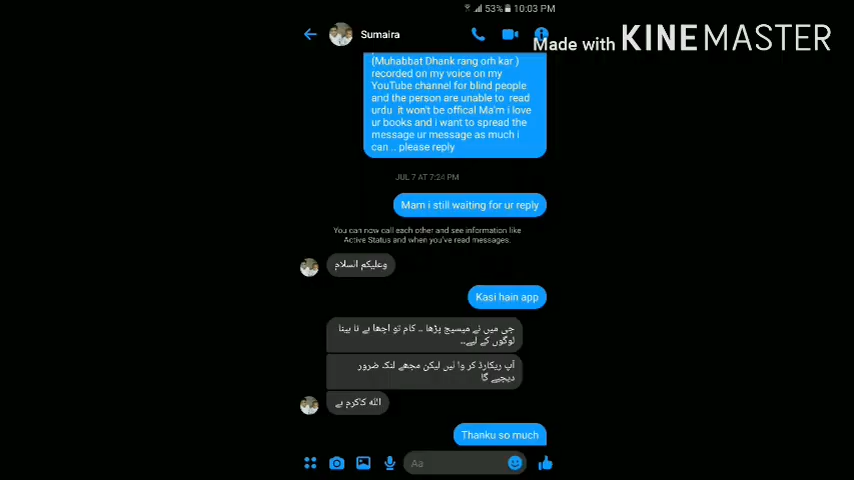 53% 10:03 PM
Sumaira
Made with KINEMASTER
(Muhabbat Dhank rang orh kar )
recorded on my voice on my
YouTube channel for blind people
and the person are unable to read
urdu it won't be offical Ma'm i love
ur books and i want to spread the
message ur message as much i
can .. please reply
JUL 7 AT 7:24 PM
Mam i still waiting for ur reply
You can now call each other and see information like
Active Status and when you've read messages.
وعلیکم السلام
Kasi hain app
جی میں نے میسیج پڑھا .. کام تو اچھا ہے نا بینا
لوگوں کے لیے..
آپ ریکارڈ کر وا لیں لیکن مجھے لنک ضرور
دیجیے گا
اللہ کاکرم ہے
Thanku so much
Aa